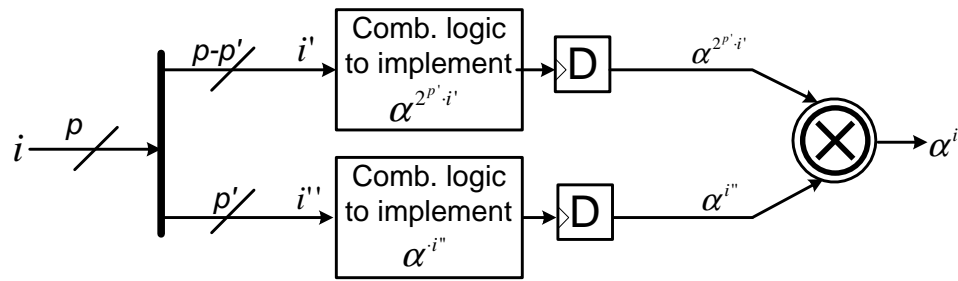 p-p'
i'
Comb. logic
to implement
α^{2^{p'}·i'}
D
α^{2^{p'}·i'}
i
p
α^i
p'
i''
Comb. logic
to implement
α^{·i"}
D
α^{i"}